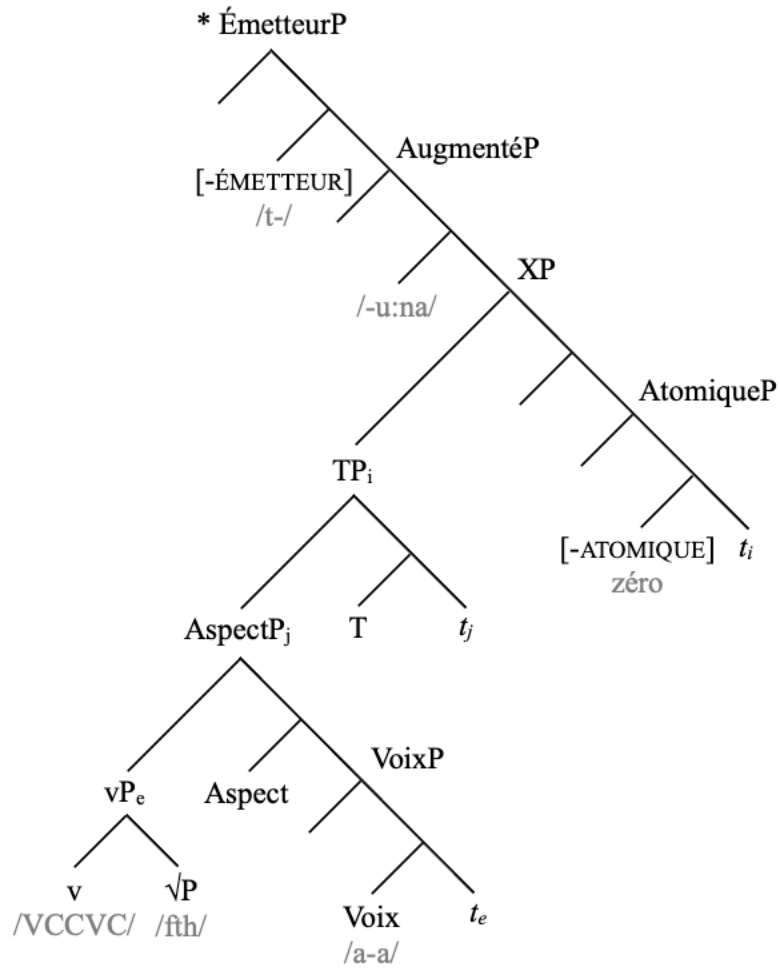 * ÉmetteurP
AugmentéP
[-ÉMETTEUR]
/t-/
XP
/-u:na/
AtomiqueP
TPi
[-ATOMIQUE] ti
zéro
AspectPj T tj
VoixP
vPe Aspect
v √P
/VCCVC/ /fth/
Voix te
/a-a/